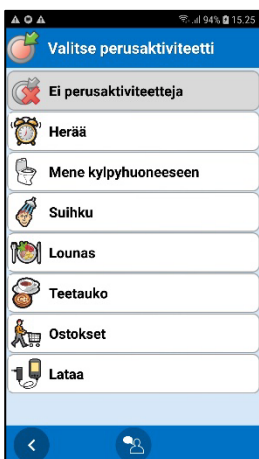 94% 15.25
Valitse perusaktiviteetti
Ei perusaktiviteetteja
Herää
Mene kylpyhuoneeseen
Suihku
Lounas
Teetauko
Ostokset
Lataa